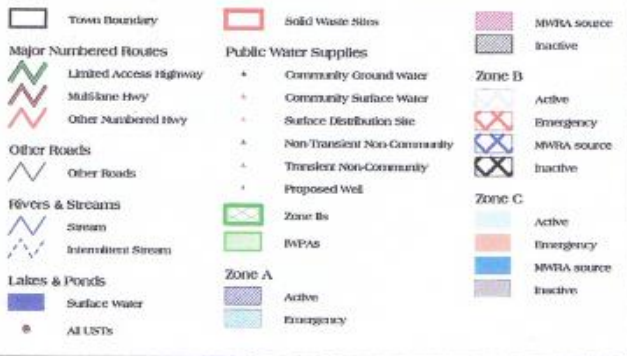 Town Boundary
Major Numbered Routes
Limited Access Highway
Multi-lane Hwy
Other Numbered Hwy
Other Roads
Other Roads
Rivers & Streams
Stream
Intermittent Stream
Lakes & Ponds
Surface Water
All USTs
Solid Waste Sites
Public Water Supplies
Community Ground Water
Community Surface Water
Surface Distribution Site
Non-Transient Non-Community
Transient Non-Community
Proposed Well
Zone IIs
IWPAs
Zone A
Active
Emergency
MWRA source
Inactive
Zone B
Active
Emergency
MWRA source
Inactive
Zone C
Active
Emergency
MWRA source
Inactive